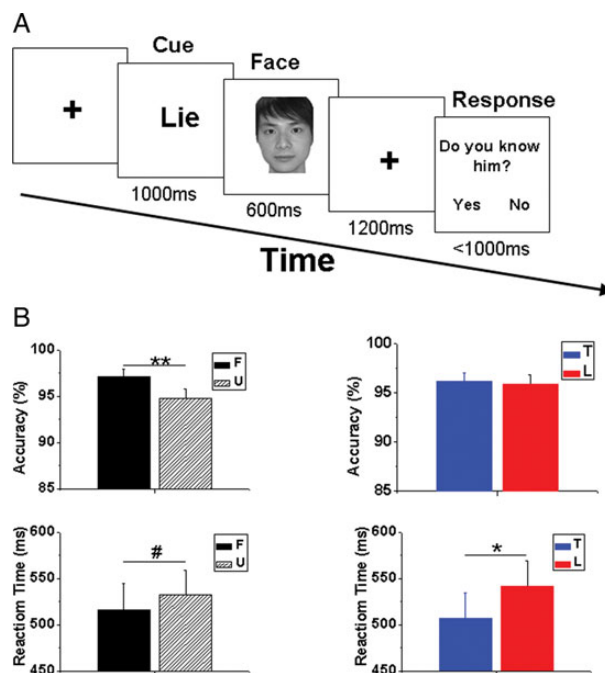 A
Cue
Face
Response
+
Lie
+
Do you know
him?
Yes No
1000ms
600ms
1200ms
<1000ms
Time
B
100
95
90
85
Accuracy (%)
**
F
U
100
95
90
85
Accuracy (%)
T
L
600
550
500
450
Reactiom Time (ms)
#
F
U
600
550
500
450
Reactiom Time (ms)
*
T
L